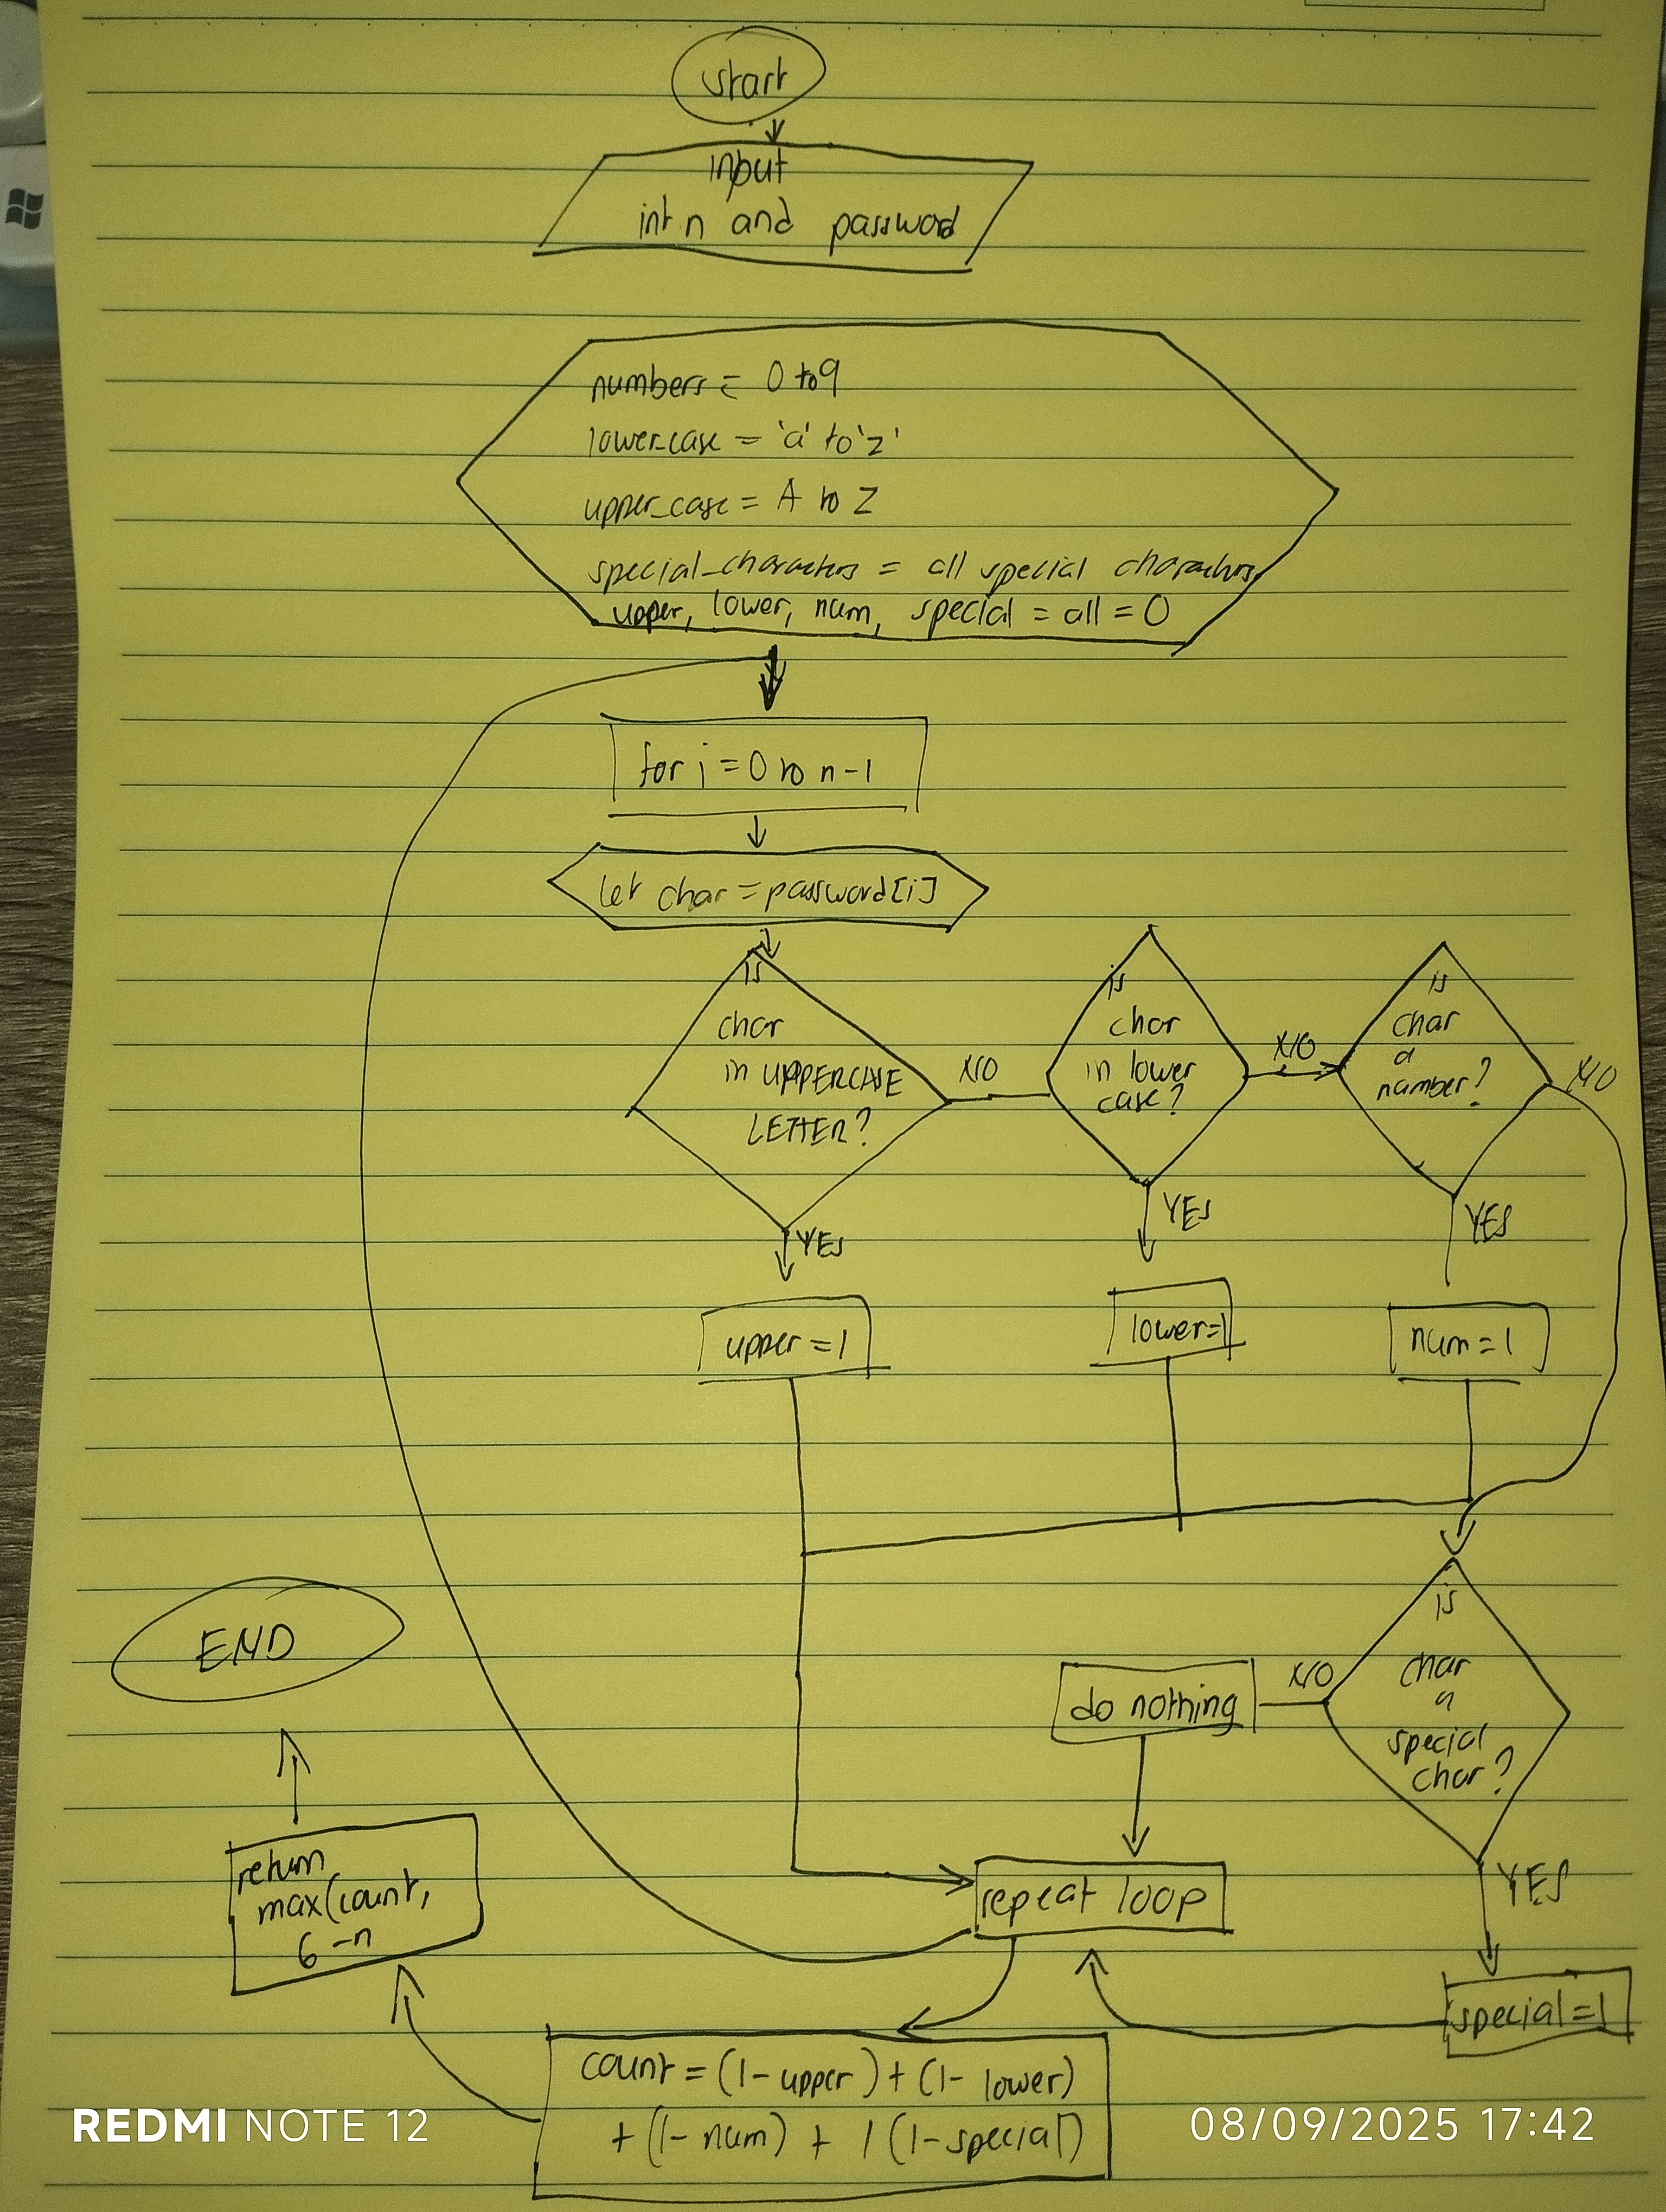 start
input
int n and password
numbers = 0 to 9
lower_case = 'a' to 'z'
upper_case = A to Z
special_characters = all special characters,
upper, lower, num, special = all = 0
for i = 0 to n-1
let char = password[i]
is
char
in UPPERCASE
LETTER?
NO
is
char
in lower
case?
NO
is
char
a
number?
NO
YES
YES
YES
upper = 1
lower=1
num = 1
is
char
a
special
char?
NO
do nothing
YES
repeat loop
special=1
END
return
max(count,
6-n
count = (1- upper) + (1- lower)
+ (1- num) + 1 (1-special)
REDMI NOTE 12
08/09/2025 17:42